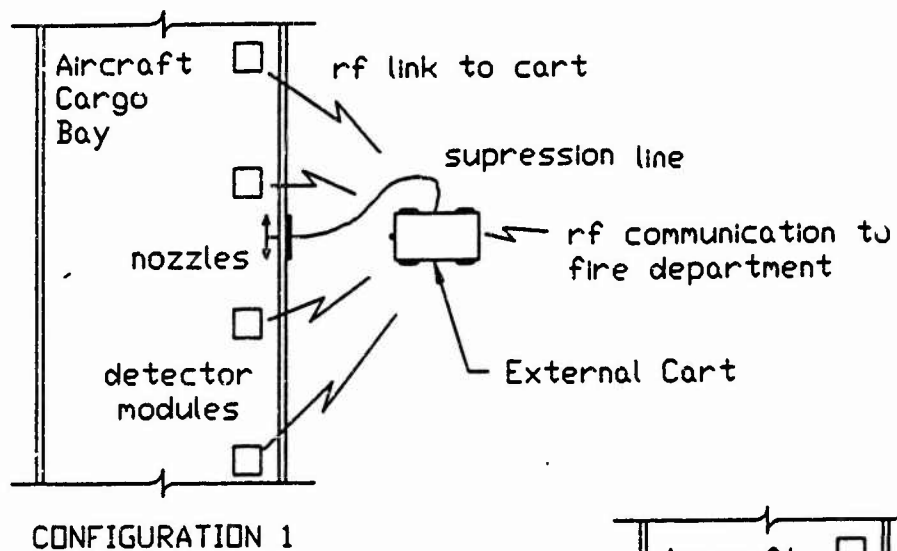 Aircraft
Cargo
Bay
rf link to cart
supression line
nozzles
rf communication to
fire department
detector
modules
External Cart
CONFIGURATION 1